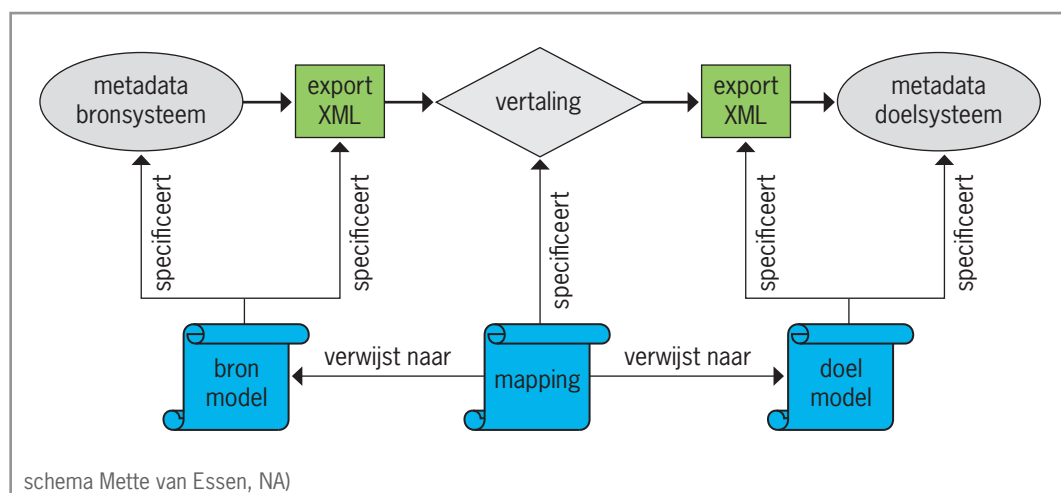 metadata
bronsysteem
export
XML
vertaling
export
XML
metadata
doelsysteem
specificeert
specificeert
specificeert
specificeert
specificeert
bron
model
verwijst naar
mapping
verwijst naar
doel
model
schema Mette van Essen, NA)